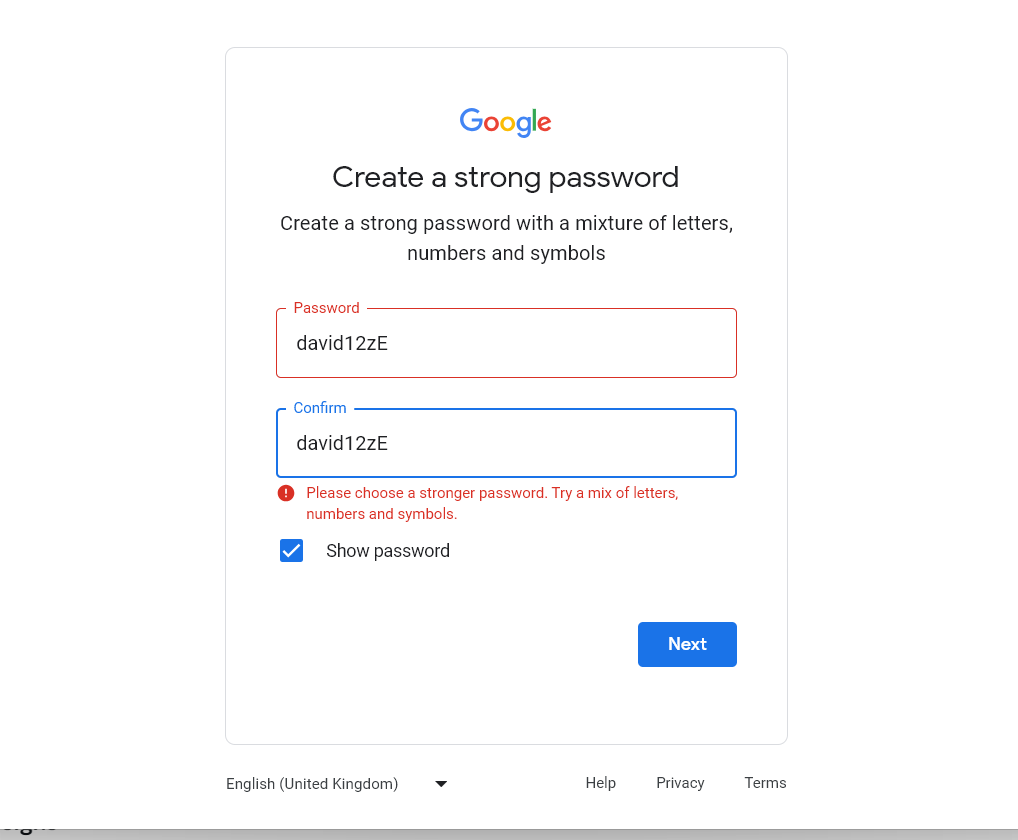 Google
Create a strong password
Create a strong password with a mixture of letters,
numbers and symbols
Password
david12zE
Confirm
david12zE
Please choose a stronger password. Try a mix of letters,
numbers and symbols.
Show password
Next
English (United Kingdom)
Help Privacy Terms